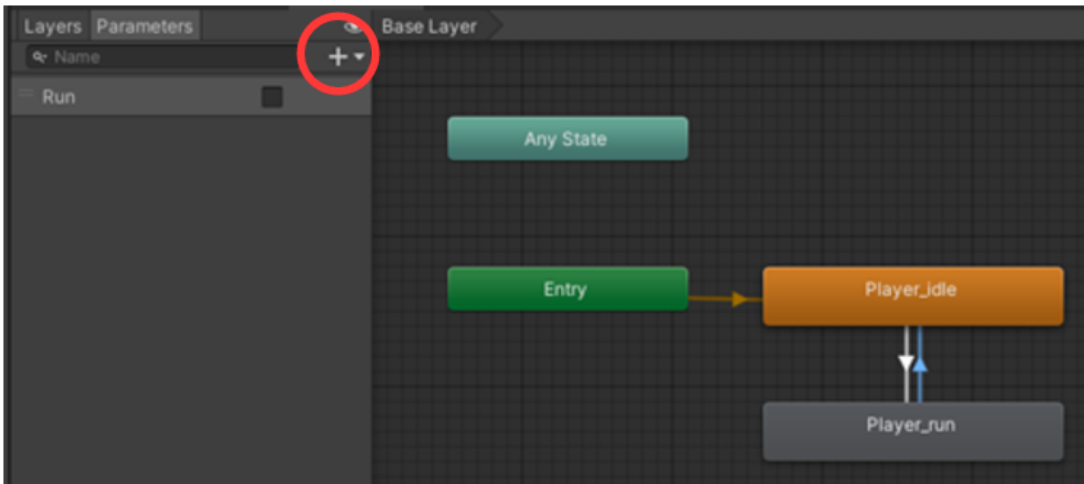 Layers Parameters
Base Layer
Name
Run
Any State
Entry
Player_idle
Player_run